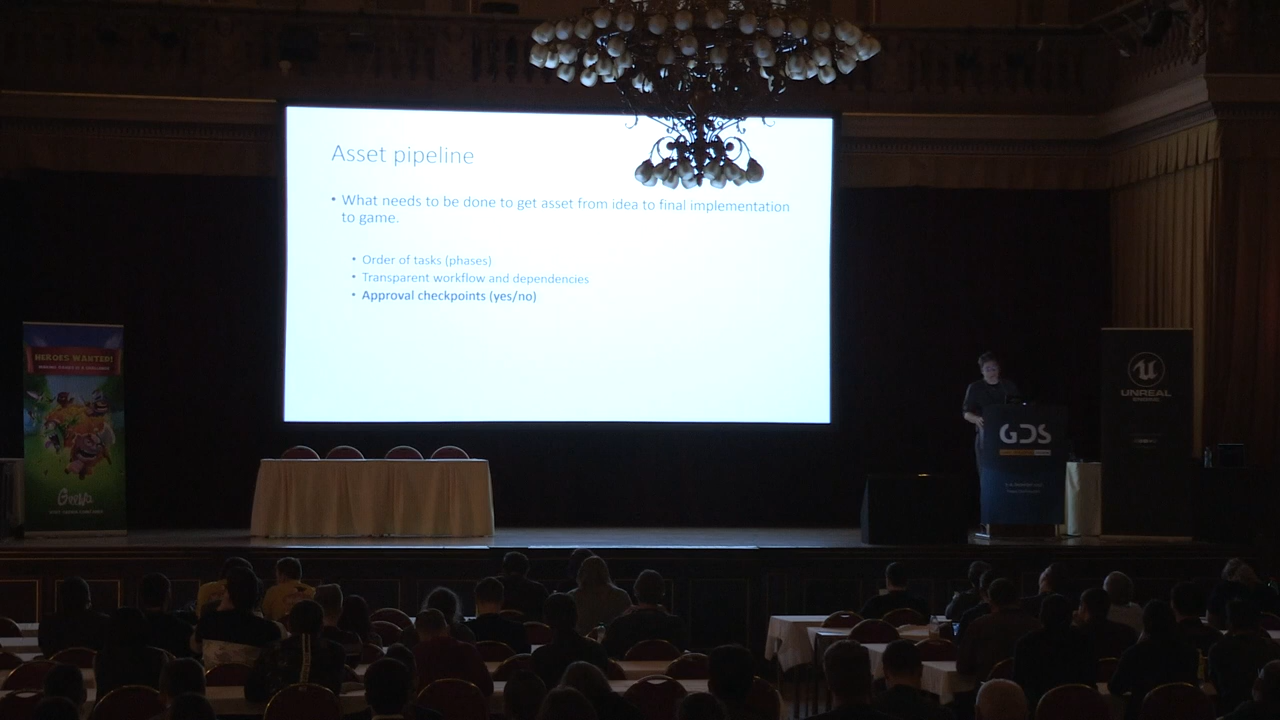 Asset pipeline
• What needs to be done to get asset from idea to final implementation
to game.
• Order of tasks (phases)
• Transparent workflow and dependencies
• Approval checkpoints (yes/no)
HEROES WANTED!
Geewa
UNREAL
ENGINE
GDS